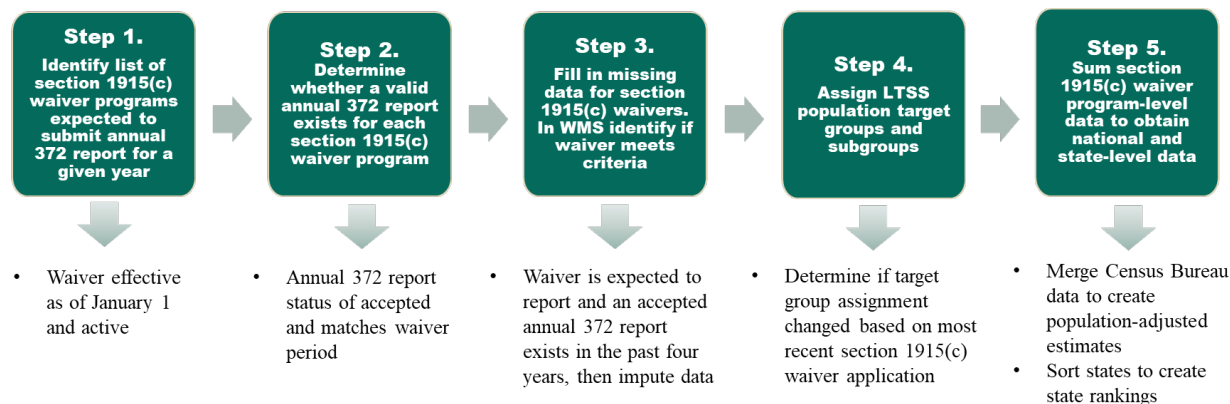 Step 1.
Identify list of
section 1915(c)
waiver programs
expected to
submit annual
372 report for a
given year
Step 2.
Determine
whether a valid
annual 372 report
exists for each
section 1915(c)
waiver program
Step 3.
Fill in missing
data for section
1915(c) waivers.
In WMS identify if
waiver meets
criteria
Step 4.
Assign LTSS
population target
groups and
subgroups
Step 5.
Sum section
1915(c) waiver
program-level
data to obtain
national and
state-level data
• Waiver effective
as of January 1
and active
• Annual 372 report
status of accepted
and matches waiver
period
• Waiver is expected to
report and an accepted
annual 372 report
exists in the past four
years, then impute data
• Determine if target
group assignment
changed based on most
recent section 1915(c)
waiver application
• Merge Census Bureau
data to create
population-adjusted
estimates
• Sort states to create
state rankings